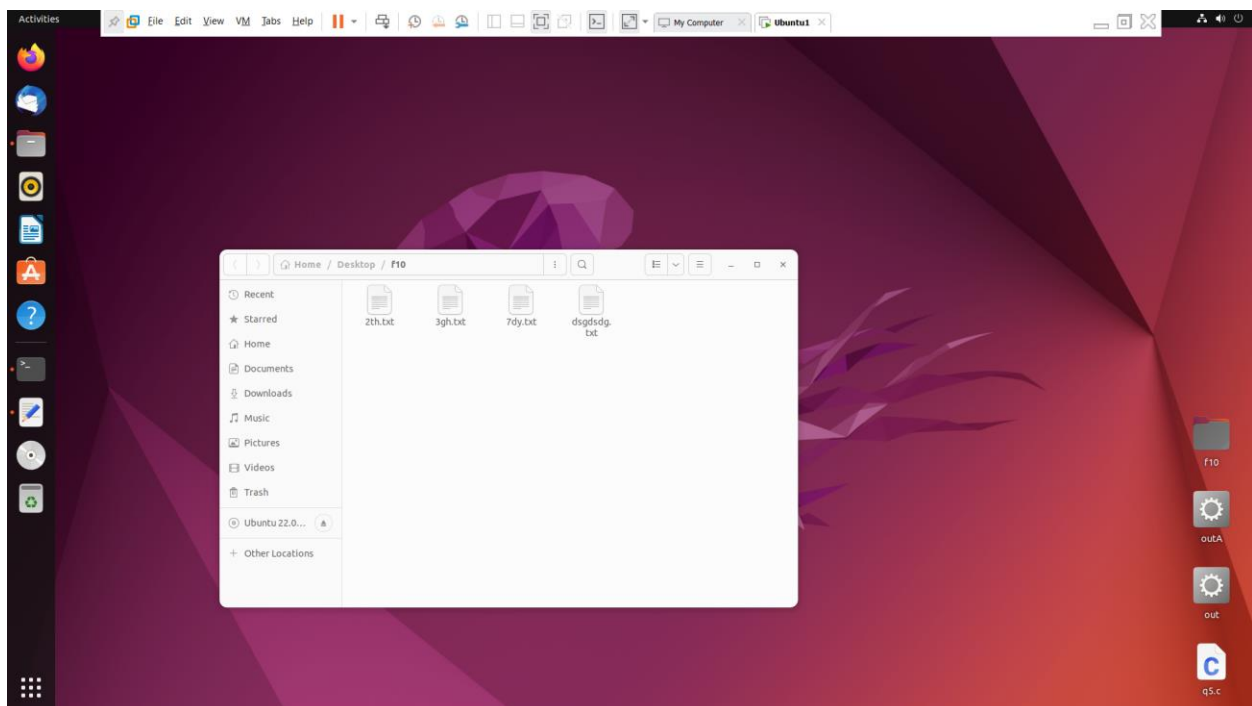 Activities
File Edit View VM Tabs Help
My Computer
Ubuntu1
Home / Desktop / f10
Recent
Starred
Home
Documents
Downloads
Music
Pictures
Videos
Trash
Ubuntu 22.0...
+ Other Locations
2th.txt
3gh.txt
7dy.txt
dsgdsdg.
txt
f10
outA
out
C
q5.c